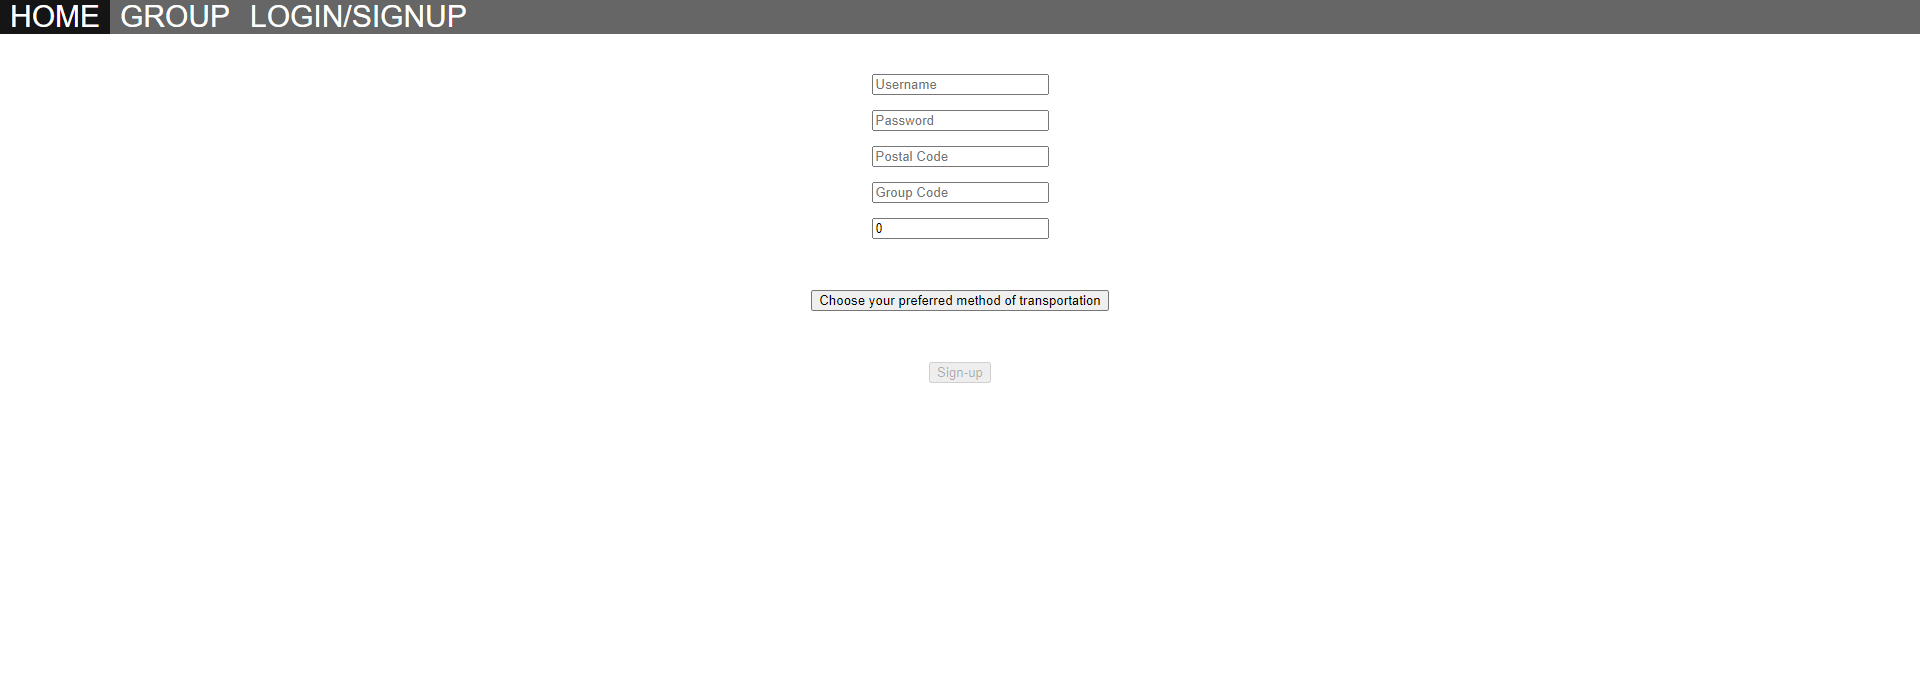 HOME GROUP LOGIN/SIGNUP
Username
Password
Postal Code
Group Code
0
Choose your preferred method of transportation
Sign-up